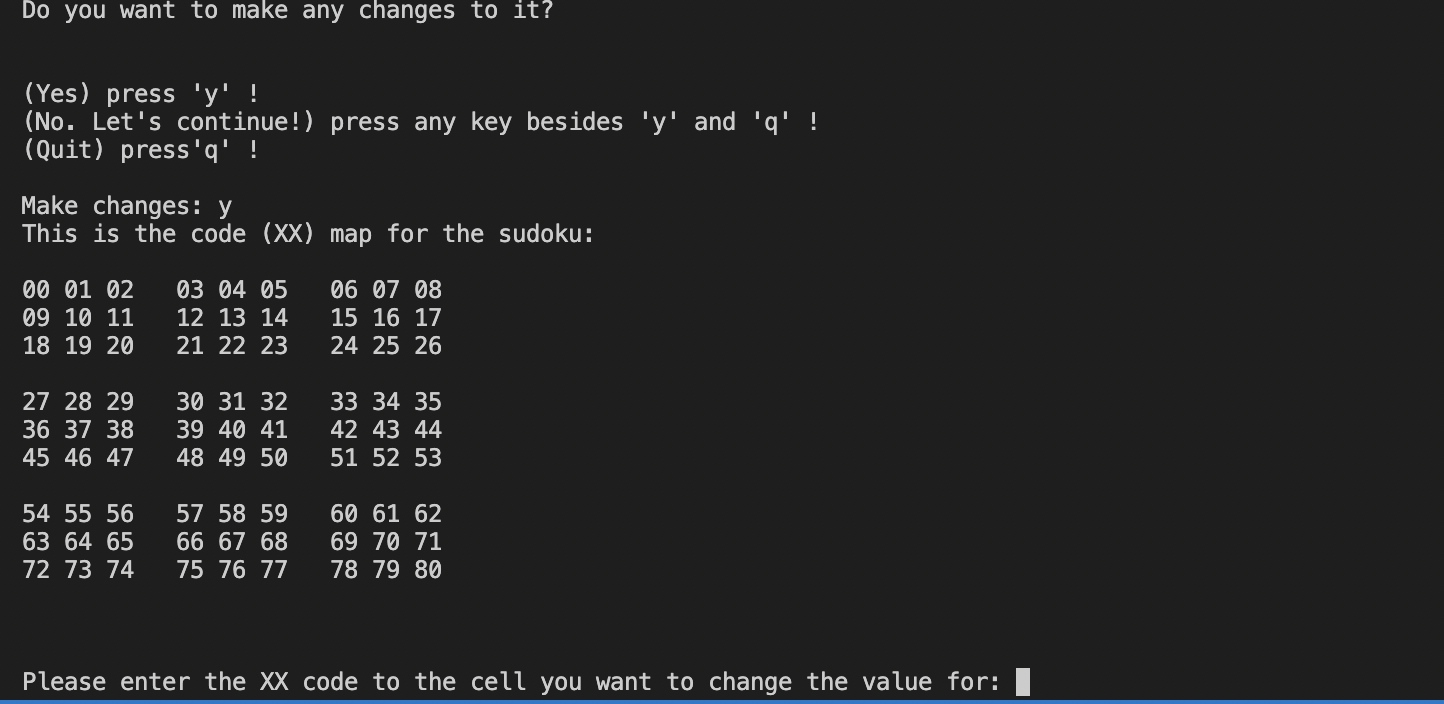 Do you want to make any changes to it?
(Yes) press 'y' !
(No. Let's continue!) press any key besides 'y' and 'q' !
(Quit) press'q' !
Make changes: y
This is the code (XX) map for the sudoku:
00 01 02   03 04 05   06 07 08
09 10 11   12 13 14   15 16 17
18 19 20   21 22 23   24 25 26
27 28 29   30 31 32   33 34 35
36 37 38   39 40 41   42 43 44
45 46 47   48 49 50   51 52 53
54 55 56   57 58 59   60 61 62
63 64 65   66 67 68   69 70 71
72 73 74   75 76 77   78 79 80
Please enter the XX code to the cell you want to change the value for: